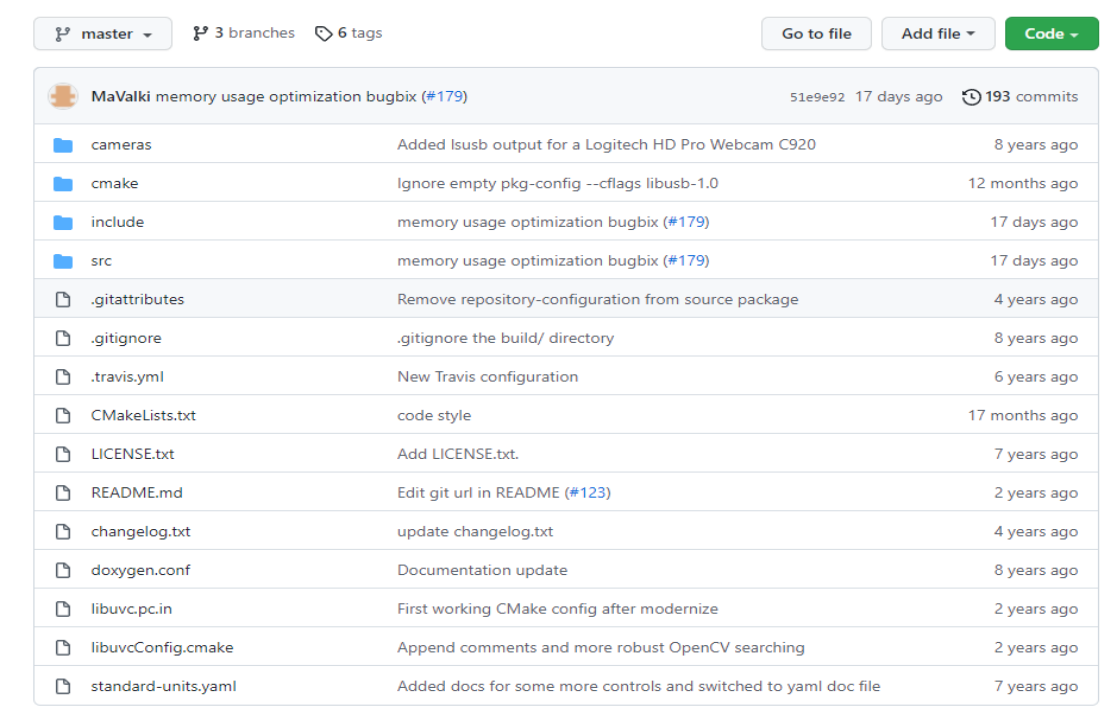 master 3 branches 6 tags Go to file Add file Code
MaValki memory usage optimization bugbix (#179) 51e9e92 17 days ago 193 commits
cameras Added lsusb output for a Logitech HD Pro Webcam C920 8 years ago
cmake Ignore empty pkg-config --cflags libusb-1.0 12 months ago
include memory usage optimization bugbix (#179) 17 days ago
src memory usage optimization bugbix (#179) 17 days ago
.gitattributes Remove repository-configuration from source package 4 years ago
.gitignore .gitignore the build/ directory 8 years ago
.travis.yml New Travis configuration 6 years ago
CMakeLists.txt code style 17 months ago
LICENSE.txt Add LICENSE.txt. 7 years ago
README.md Edit git url in README (#123) 2 years ago
changelog.txt update changelog.txt 4 years ago
doxygen.conf Documentation update 8 years ago
libuvc.pc.in First working CMake config after modernize 2 years ago
libuvcConfig.cmake Append comments and more robust OpenCV searching 2 years ago
standard-units.yaml Added docs for some more controls and switched to yaml doc file 7 years ago